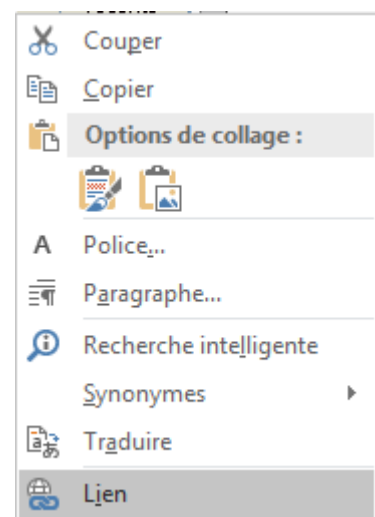 Couper
Copier
Options de collage :
A Police...
Paragraphe...
Recherche intelligente
Synonymes
Traduire
Lien